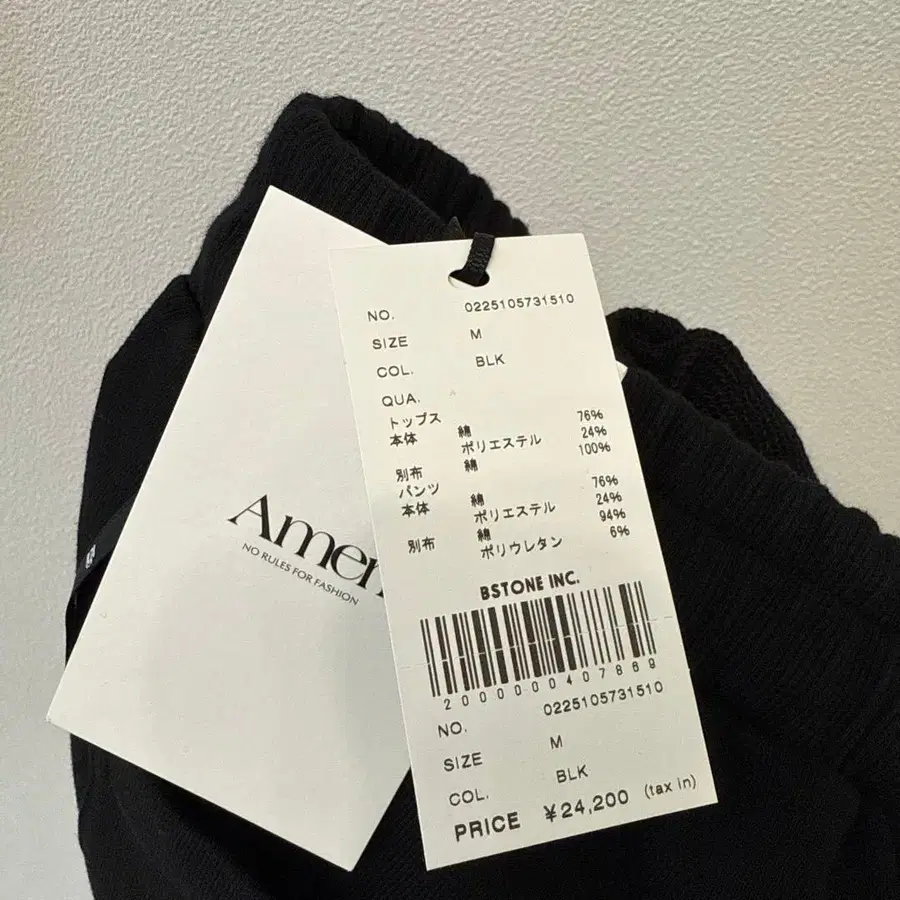 NO. 0225105731510
SIZE M
COL. BLK
QUA.
トップス
本体 綿 76%
ポリエステル 24%
別布 綿 100%
パンツ
本体 綿 76%
ポリエステル 24%
別布 綿 94%
ポリウレタン 6%
BSTONE INC.
2000000407869
NO. 0225105731510
SIZE M
COL. BLK
PRICE ¥24,200 (tax in)
Amer
NO RULES FOR FASHION